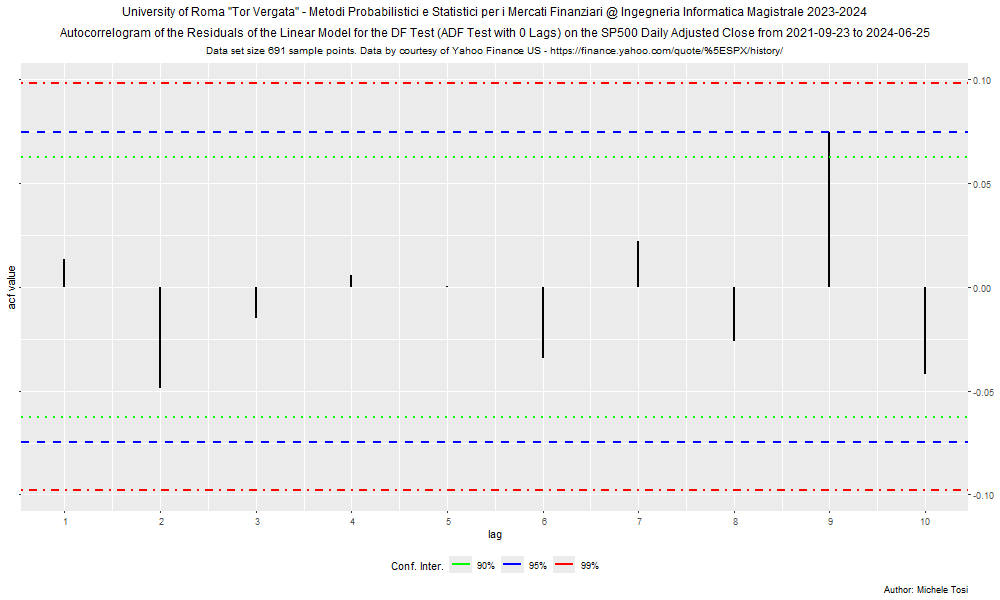 University of Roma "Tor Vergata" - Metodi Probabilistici e Statistici per i Mercati Finanziari @ Ingegneria Informatica Magistrale 2023-2024
Autocorrelogram of the Residuals of the Linear Model for the DF Test (ADF Test with 0 Lags) on the SP500 Daily Adjusted Close from 2021-09-23 to 2024-06-25
Data set size 691 sample points. Data by courtesy of Yahoo Finance US - https://finance.yahoo.com/quote/%5ESPX/history/
acf value
0.10
0.05
0.00
-0.05
-0.10
1 2 3 4 5 6 7 8 9 10
lag
Conf. Inter. 90% 95% 99%
Author: Michele Tosi